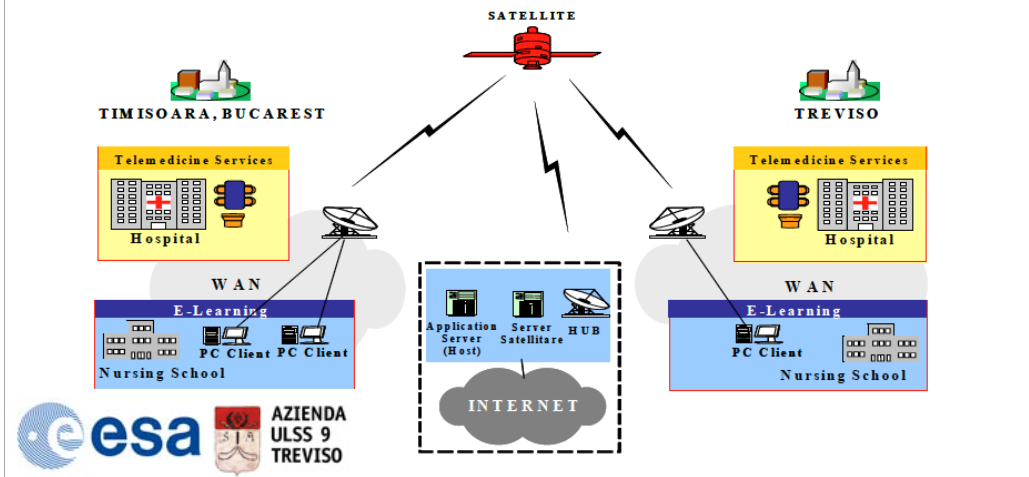 SATELLITE
TIMISOARA, BUCAREST
TREVISO
Telemedicine Services
Hospital
Telemedicine Services
Hospital
WAN
WAN
E-Learning
PC Client
PC Client
Nursing School
Application
Server
(Host)
Server
Satellitare
HUB
INTERNET
E-Learning
PC Client
Nursing School
esa
S I A
AZIENDA
ULSS 9
TREVISO